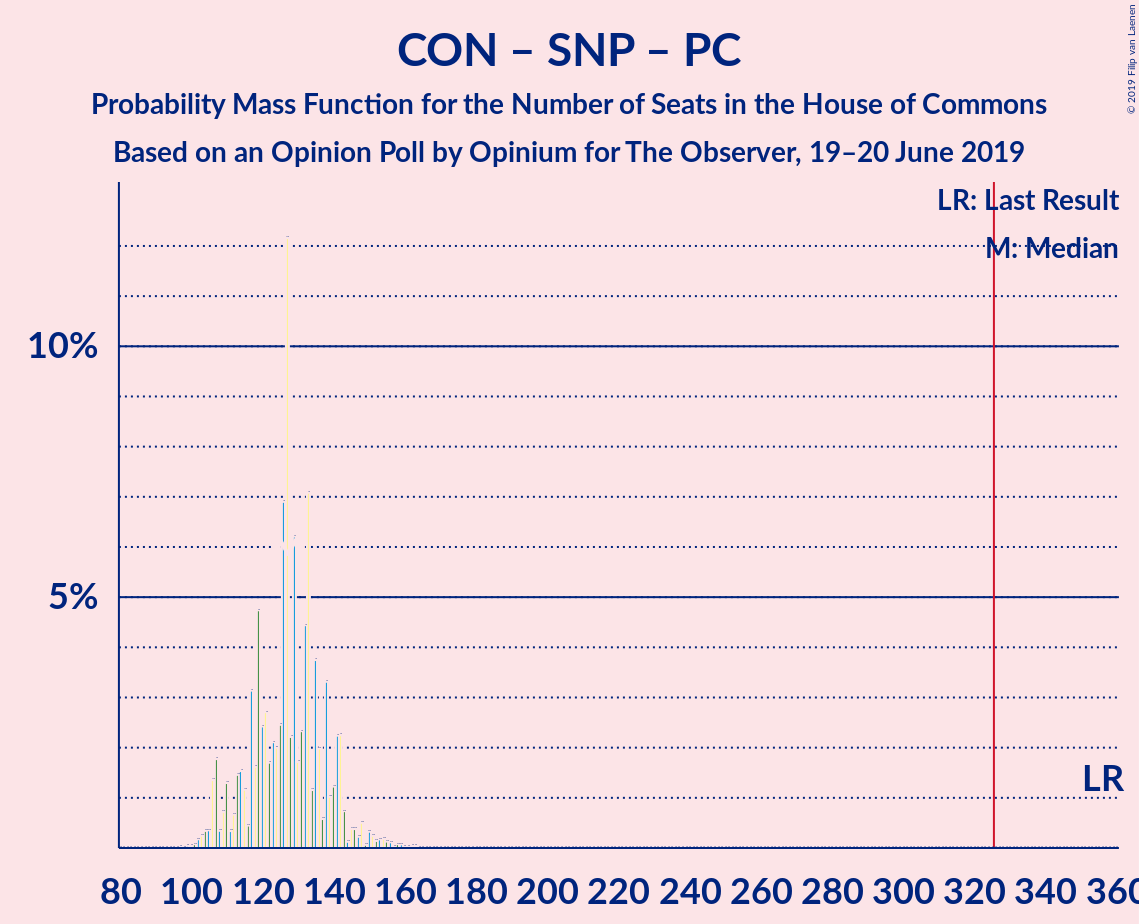 CON – SNP – PC
Probability Mass Function for the Number of Seats in the House of Commons
Based on an Opinion Poll by Opinium for The Observer, 19–20 June 2019
© 2019 Filip van Laenen
LR: Last Result
M: Median
10%
5%
LR
80 100 120 140 160 180 200 220 240 260 280 300 320 340 360